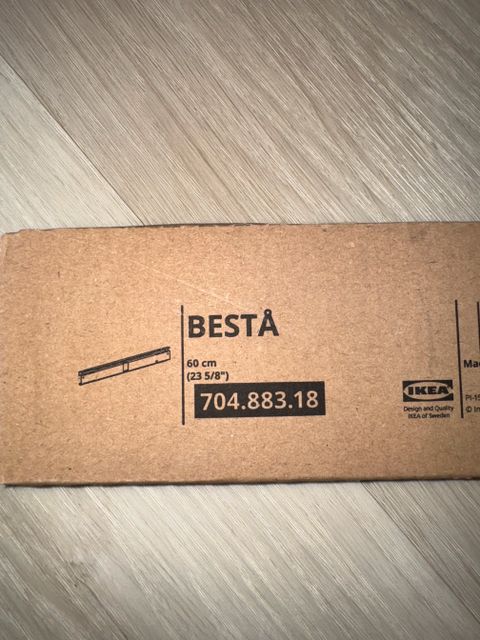 BESTÅ
60 cm
(23 5/8")
704.883.18
IKEA
Design and Quality
IKEA of Sweden